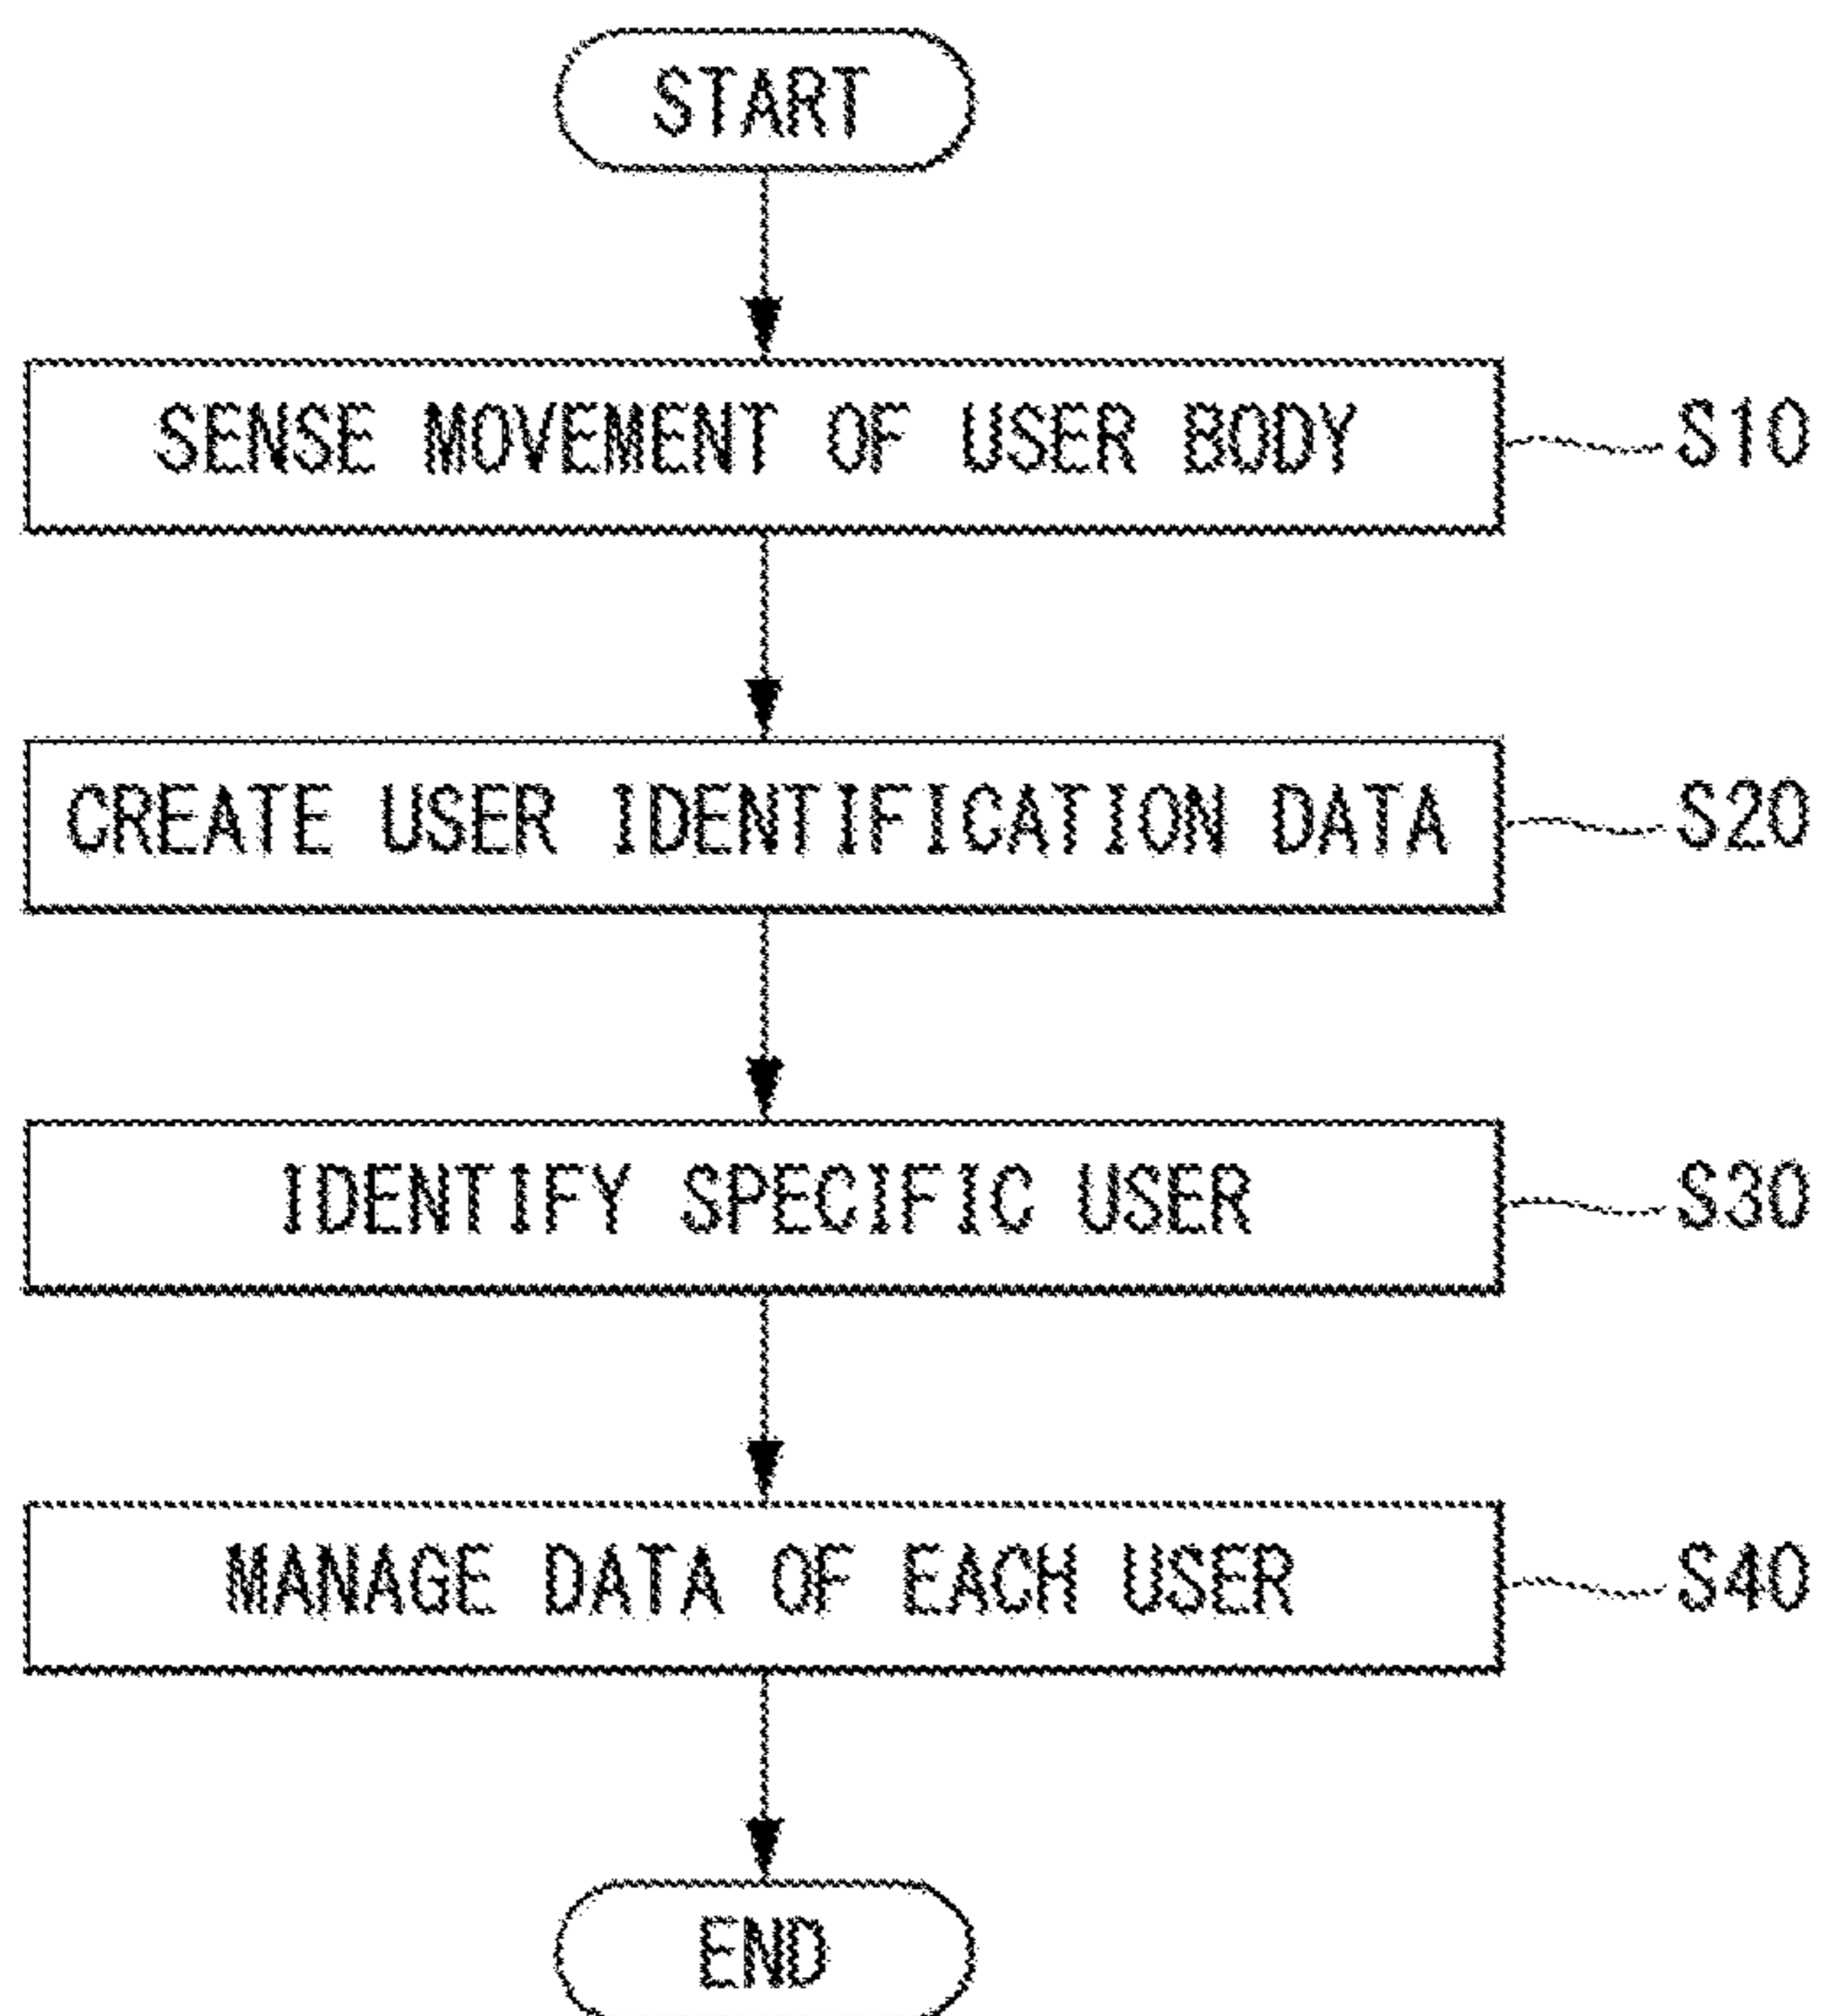 START
SENSE MOVEMENT OF USER BODY S10
CREATE USER IDENTIFICATION DATA S20
IDENTIFY SPECIFIC USER S30
MANAGE DATA OF EACH USER S40
END